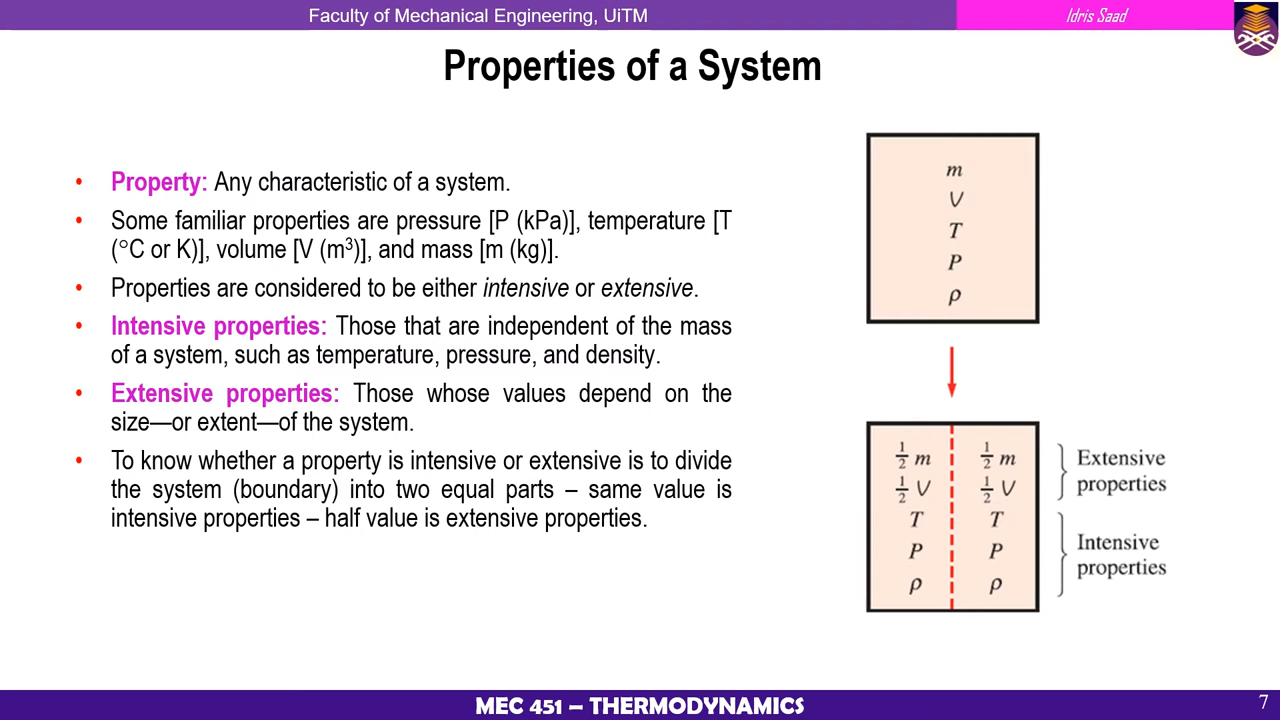 Faculty of Mechanical Engineering, UiTM
Idris Saad
Properties of a System
• Property: Any characteristic of a system.
• Some familiar properties are pressure [P (kPa)], temperature [T
(°C or K)], volume [V (m³)], and mass [m (kg)].
• Properties are considered to be either intensive or extensive.
• Intensive properties: Those that are independent of the mass
of a system, such as temperature, pressure, and density.
• Extensive properties: Those whose values depend on the
size—or extent—of the system.
• To know whether a property is intensive or extensive is to divide
the system (boundary) into two equal parts – same value is
intensive properties – half value is extensive properties.
m
V
T
P
ρ
½ m ½ m
½ V ½ V
T T
P P
ρ ρ
Extensive
properties
Intensive
properties
MEC 451 – THERMODYNAMICS
7